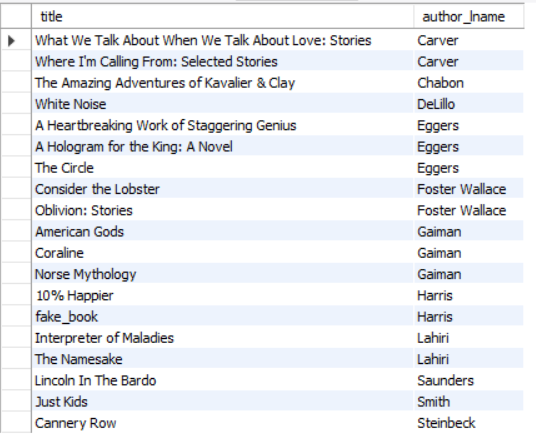 title author_lname
What We Talk About When We Talk About Love: Stories Carver
Where I'm Calling From: Selected Stories Carver
The Amazing Adventures of Kavalier & Clay Chabon
White Noise DeLillo
A Heartbreaking Work of Staggering Genius Eggers
A Hologram for the King: A Novel Eggers
The Circle Eggers
Consider the Lobster Foster Wallace
Oblivion: Stories Foster Wallace
American Gods Gaiman
Coraline Gaiman
Norse Mythology Gaiman
10% Happier Harris
fake_book Harris
Interpreter of Maladies Lahiri
The Namesake Lahiri
Lincoln In The Bardo Saunders
Just Kids Smith
Cannery Row Steinbeck